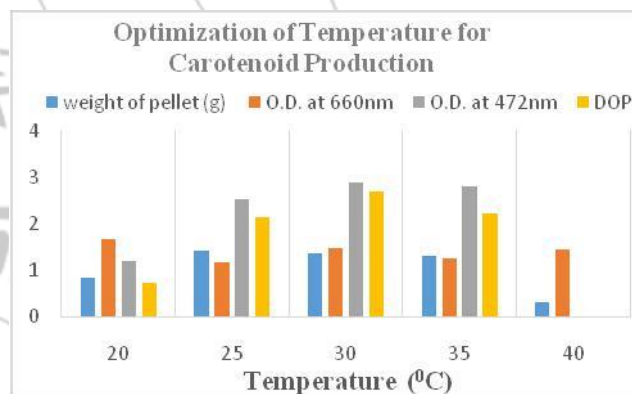 Optimization of Temperature for
Carotenoid Production
weight of pellet (g) O.D. at 660nm O.D. at 472nm DOP
4
3
2
1
0
20 25 30 35 40
Temperature (⁰C)